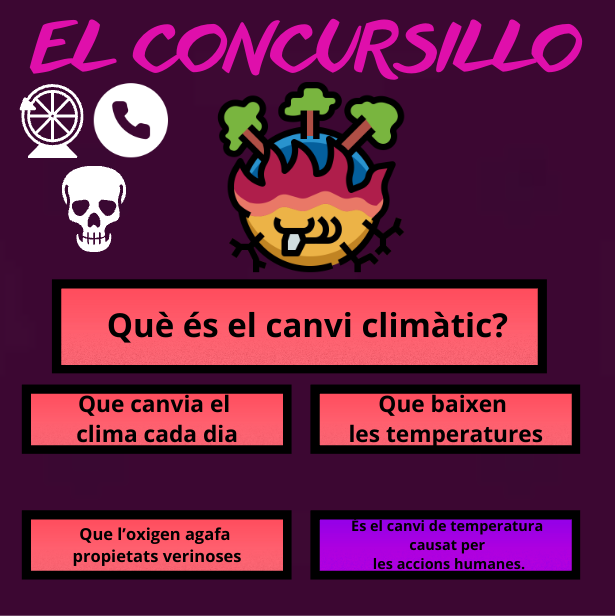 EL CONCURSILLO
Què és el canvi climàtic?
Que canvia el
clima cada dia
Que baixen
les temperatures
Que l’oxigen agafa
propietats verinoses
És el canvi de temperatura
causat per
les accions humanes.